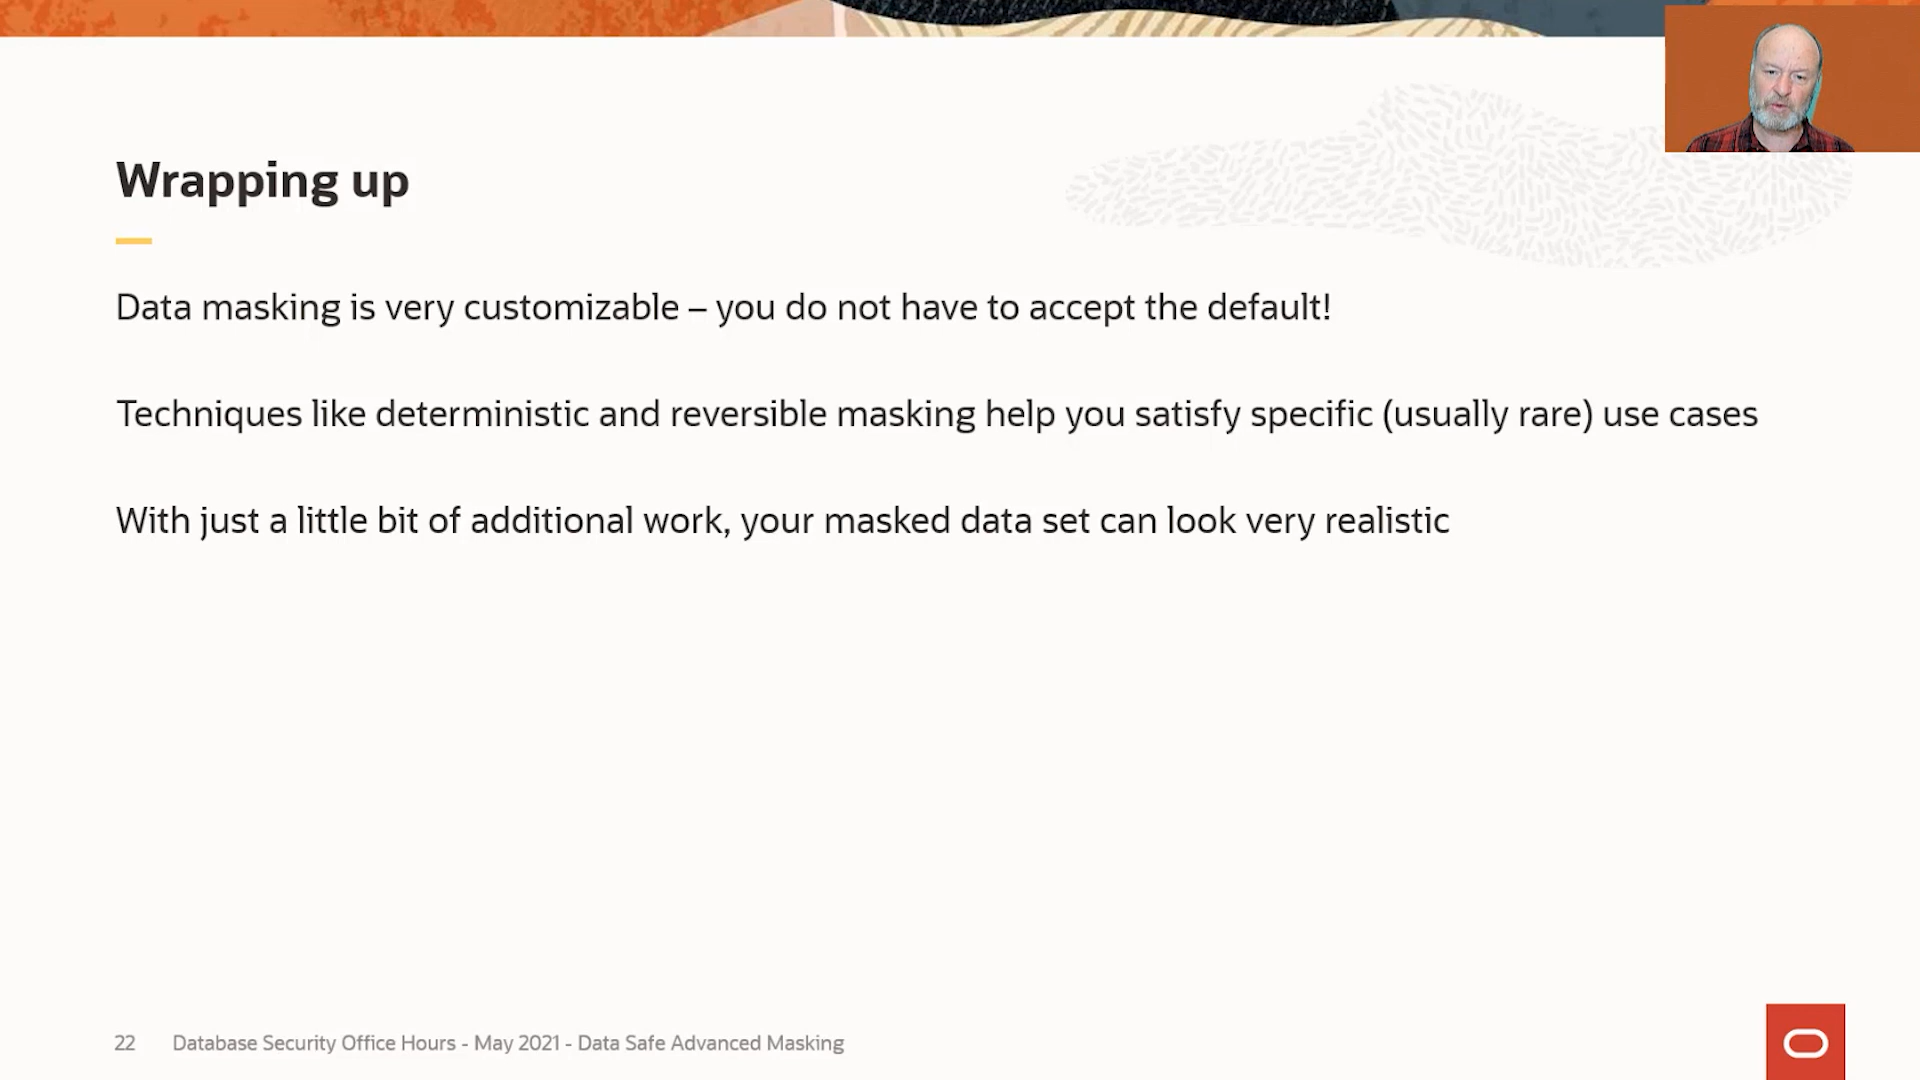 Wrapping up
Data masking is very customizable – you do not have to accept the default!
Techniques like deterministic and reversible masking help you satisfy specific (usually rare) use cases
With just a little bit of additional work, your masked data set can look very realistic
22 Database Security Office Hours - May 2021 - Data Safe Advanced Masking